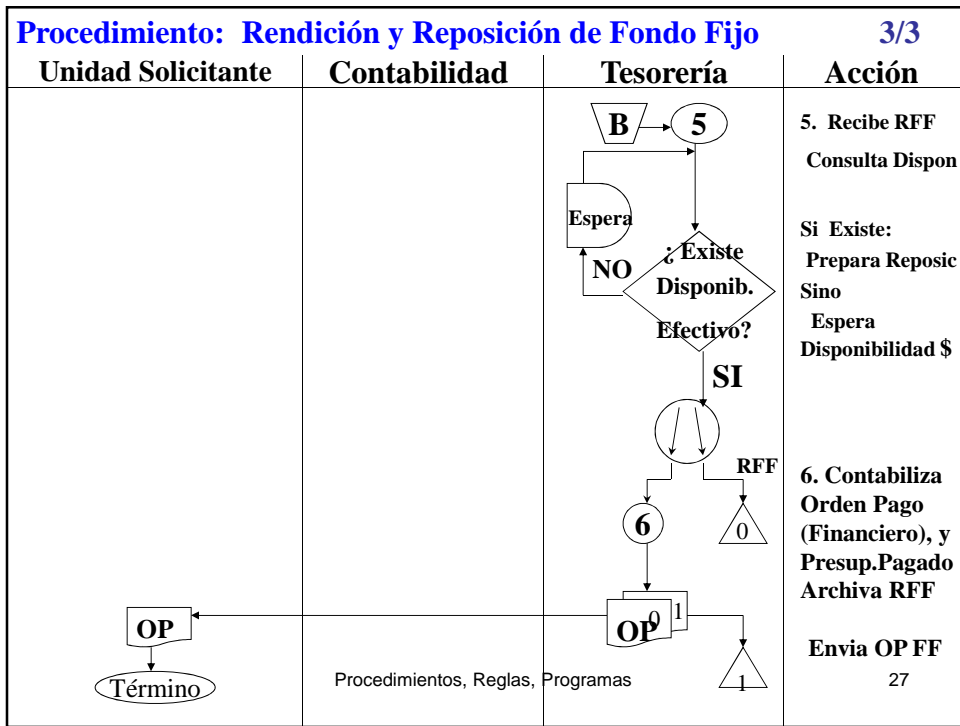 Procedimiento: Rendición y Reposición de Fondo Fijo 3/3
Unidad Solicitante Contabilidad Tesorería Acción
B 5
5. Recibe RFF
Consulta Dispon
Espera
NO
¿ Existe
Disponib.
Efectivo?
Si Existe:
Prepara Reposic
Sino
Espera
Disponibilidad $
SI
RFF
6 0
6. Contabiliza
Orden Pago
(Financiero), y
Presup.Pagado
Archiva RFF
OP
OP 0 1
Envia OP FF
Término
1
Procedimientos, Reglas, Programas 27